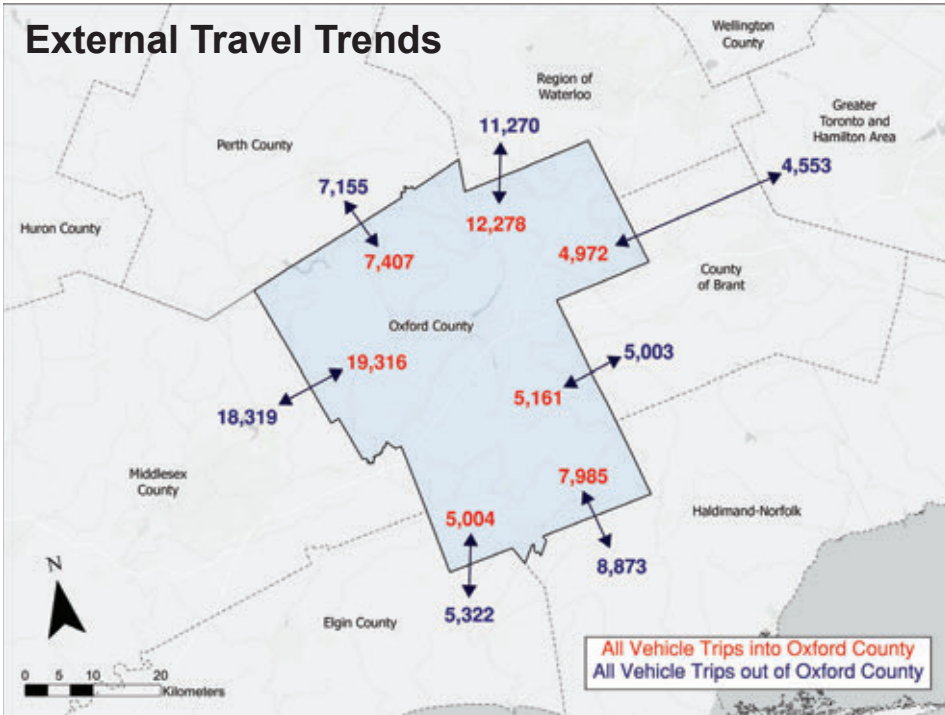 External Travel Trends
Wellington
County
Region of
Waterloo
Greater
Toronto and
Hamilton Area
11,270
Perth County
4,553
7,155
12,278
Huron County
7,407
4,972
County
of Brant
Oxford County
5,003
19,316
5,161
18,319
Middlesex
County
7,985
Haldimand-Norfolk
5,004
8,873
N
5,322
Elgin County
All Vehicle Trips into Oxford County
All Vehicle Trips out of Oxford County
0 5 10 20
Kilometers